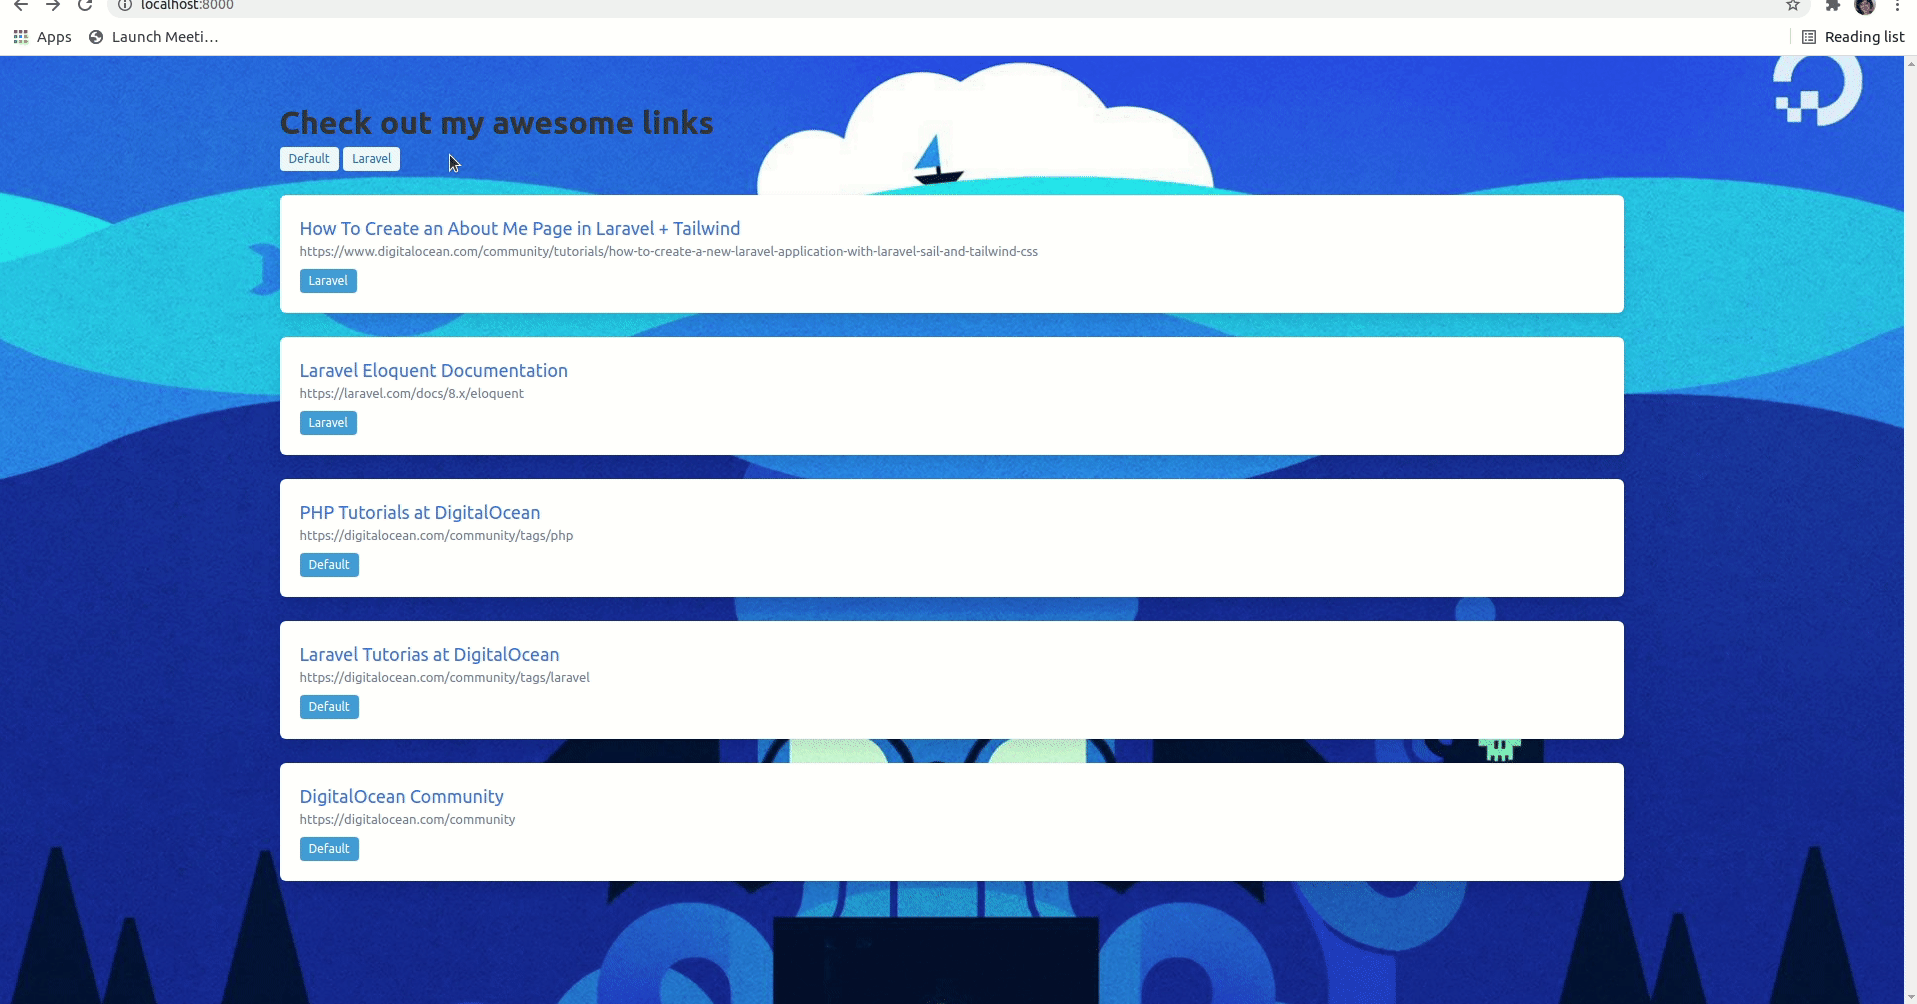 localhost:8000
Apps Launch Meeti… Reading list
Check out my awesome links
Default Laravel
How To Create an About Me Page in Laravel + Tailwind
https://www.digitalocean.com/community/tutorials/how-to-create-a-new-laravel-application-with-laravel-sail-and-tailwind-css
Laravel
Laravel Eloquent Documentation
https://laravel.com/docs/8.x/eloquent
Laravel
PHP Tutorials at DigitalOcean
https://digitalocean.com/community/tags/php
Default
Laravel Tutorias at DigitalOcean
https://digitalocean.com/community/tags/laravel
Default
DigitalOcean Community
https://digitalocean.com/community
Default